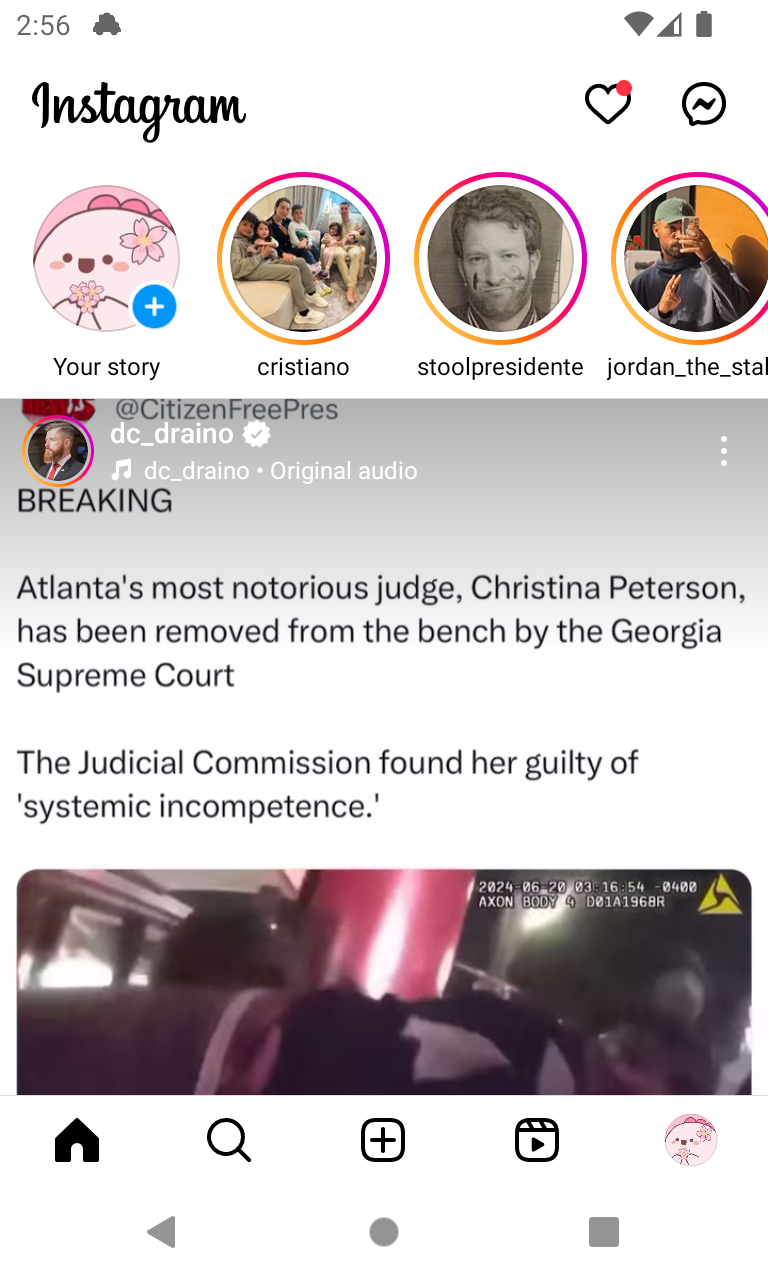 2:56
Instagram
Your story
cristiano
stoolpresidente
jordan_the_stal
@CitizenFreePres
dc_draino
dc_draino • Original audio
BREAKING
Atlanta's most notorious judge, Christina Peterson,
has been removed from the bench by the Georgia
Supreme Court
The Judicial Commission found her guilty of
'systemic incompetence.'
2024-06-20 03:16:54 -0400
AXON BODY 4 D01A1968R